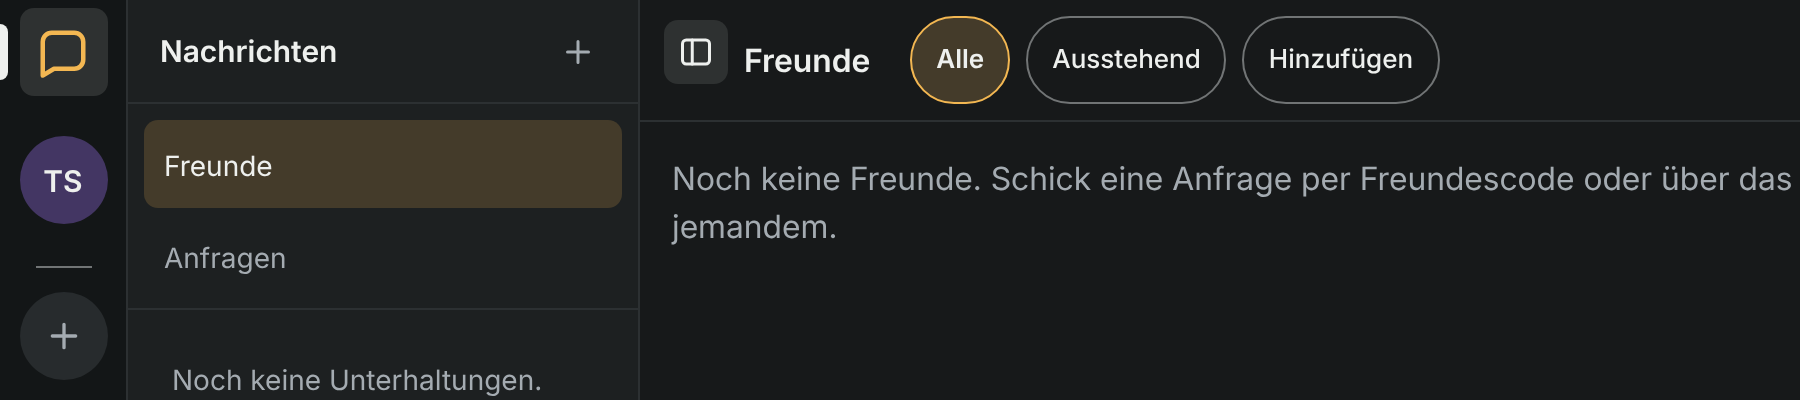 Nachrichten
Freunde
Alle
Ausstehend
Hinzufügen
TS
Freunde
Anfragen
Noch keine Unterhaltungen.
Noch keine Freunde. Schick eine Anfrage per Freundescode oder über das
jemandem.